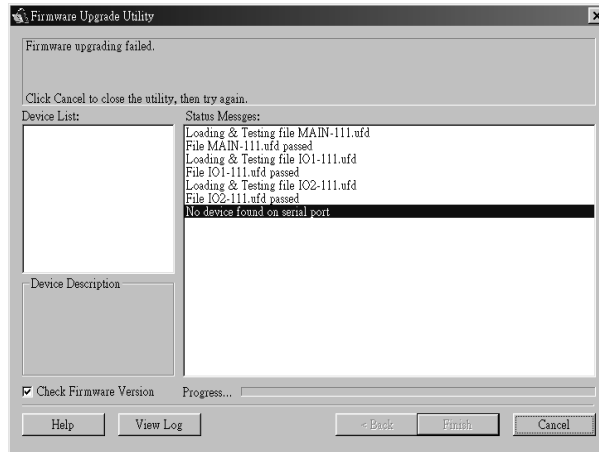 Firmware Upgrade Utility
Firmware upgrading failed.
Click Cancel to close the utility, then try again.
Device List:
Status Messges:
Loading & Testing file MAIN-111.ufd
File MAIN-111.ufd passed
Loading & Testing file IO1-111.ufd
File IO1-111.ufd passed
Loading & Testing file IO2-111.ufd
File IO2-111.ufd passed
No device found on serial port
Device Description
Check Firmware Version
Progress...
Help
View Log
< Back
Finish
Cancel